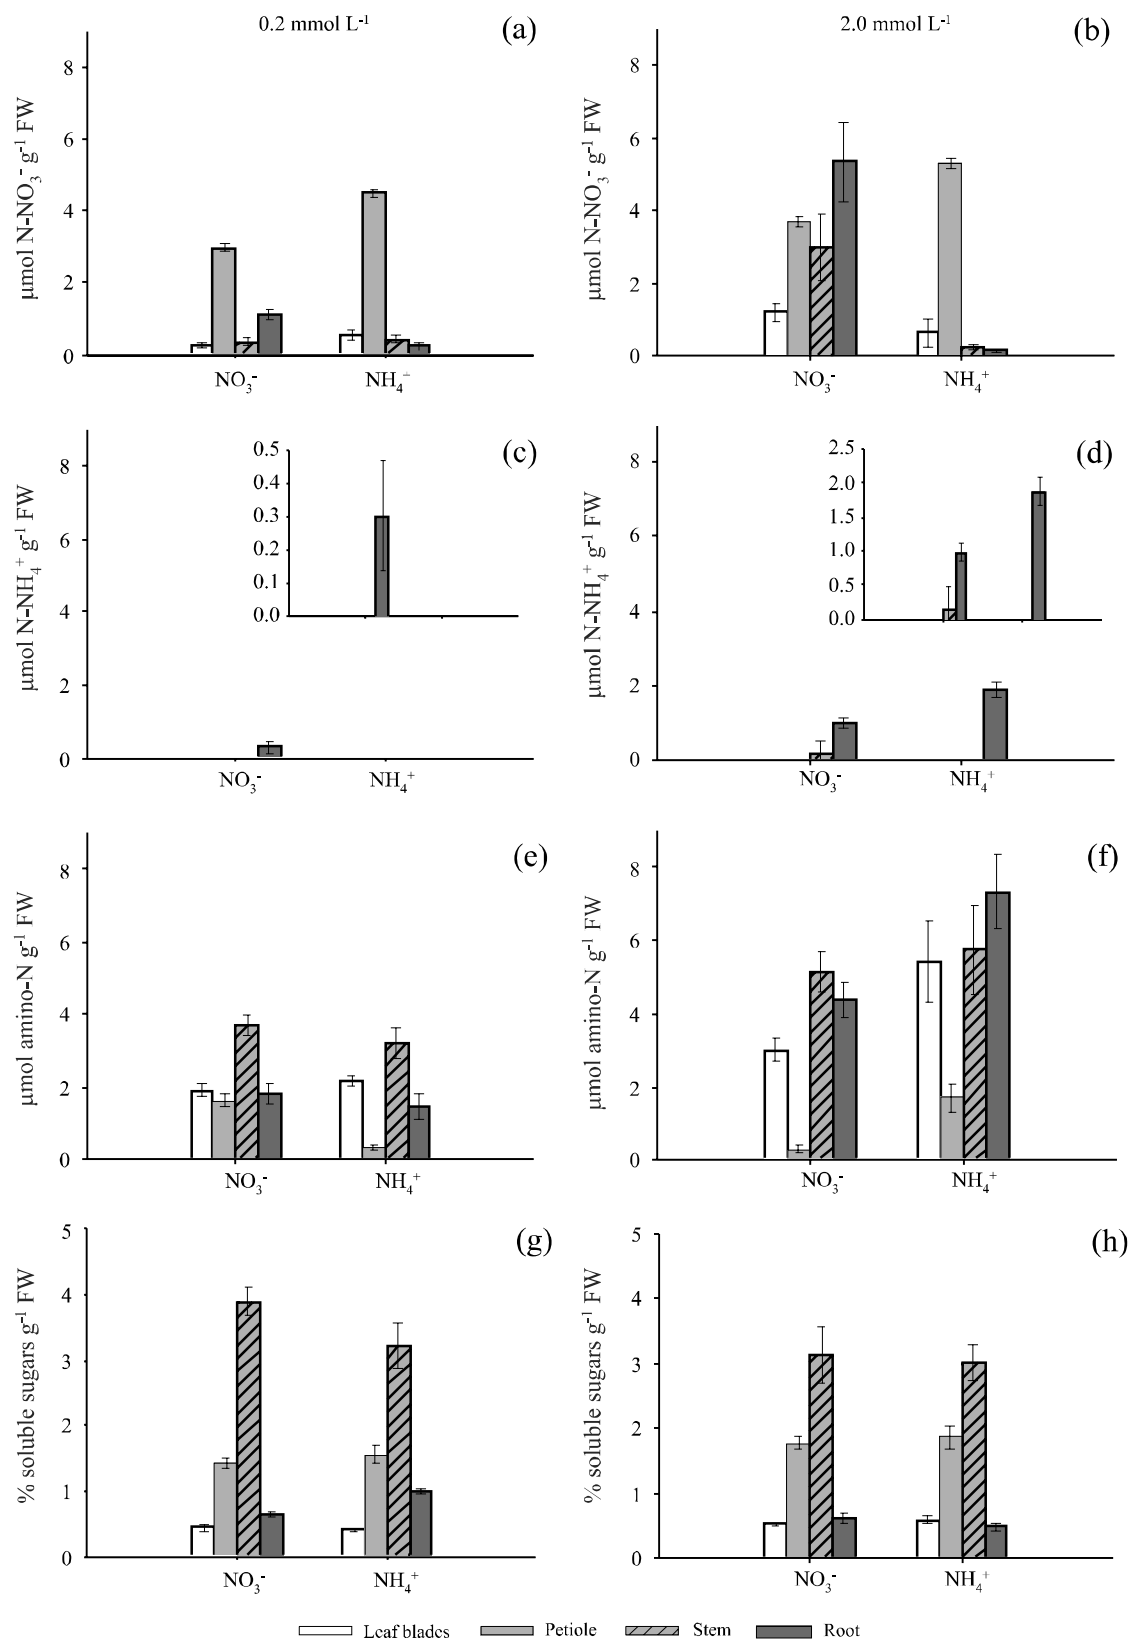 0.2 mmol L⁻¹
(a)
8
6
4
2
0
µmol N-NO₃⁻ g⁻¹ FW
NO₃⁻
NH₄⁺
2.0 mmol L⁻¹
(b)
8
6
4
2
0
µmol N-NO₃⁻ g⁻¹ FW
NO₃⁻
NH₄⁺
(c)
8
6
4
2
0
µmol N-NH₄⁺ g⁻¹ FW
0.5
0.4
0.3
0.2
0.1
0.0
NO₃⁻
NH₄⁺
(d)
8
6
4
2
0
µmol N-NH₄⁺ g⁻¹ FW
2.5
2.0
1.5
1.0
0.5
0.0
NO₃⁻
NH₄⁺
(e)
8
6
4
2
0
µmol amino-N g⁻¹ FW
NO₃⁻
NH₄⁺
(f)
8
6
4
2
0
µmol amino-N g⁻¹ FW
NO₃⁻
NH₄⁺
(g)
5
4
3
2
1
0
% soluble sugars g⁻¹ FW
NO₃⁻
NH₄⁺
(h)
5
4
3
2
1
0
% soluble sugars g⁻¹ FW
NO₃⁻
NH₄⁺
Leaf blades Petiole Stem Root